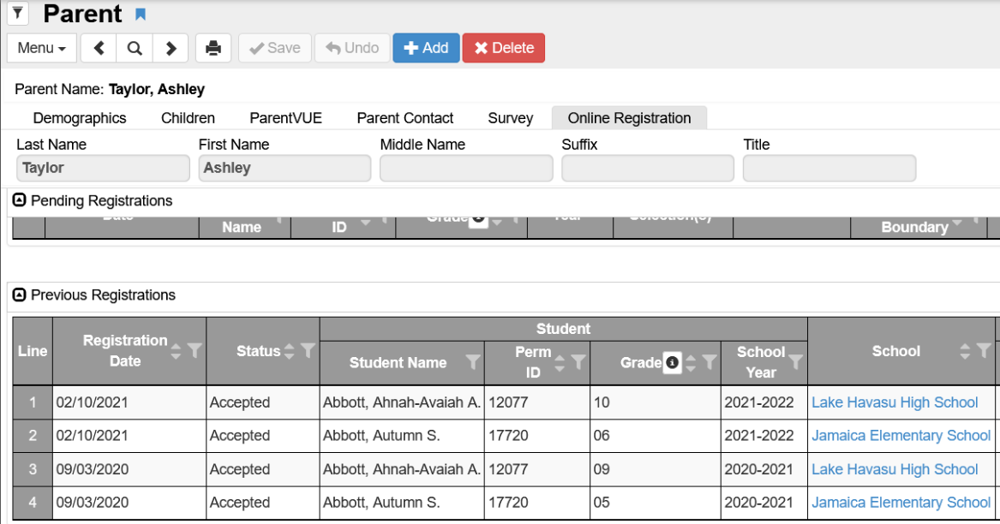 Parent
Menu Save Undo Add Delete
Parent Name: Taylor, Ashley
Demographics Children ParentVUE Parent Contact Survey Online Registration
Last Name First Name Middle Name Suffix Title
Taylor Ashley
Pending Registrations
Date Grade Year Selection(s)
Name ID Boundary
Previous Registrations
Student
Line Registration Date Status Student Name Perm ID Grade School Year School
1 02/10/2021 Accepted Abbott, Ahnah-Avaiah A. 12077 10 2021-2022 Lake Havasu High School
2 02/10/2021 Accepted Abbott, Autumn S. 17720 06 2021-2022 Jamaica Elementary School
3 09/03/2020 Accepted Abbott, Ahnah-Avaiah A. 12077 09 2020-2021 Lake Havasu High School
4 09/03/2020 Accepted Abbott, Autumn S. 17720 05 2020-2021 Jamaica Elementary School